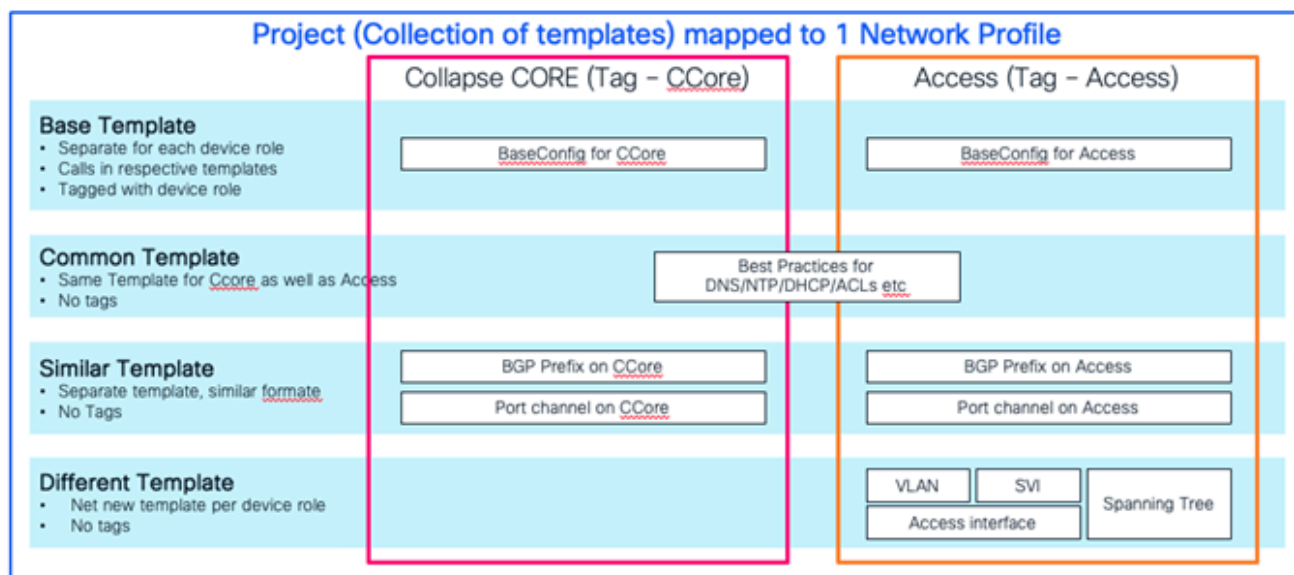 Project (Collection of templates) mapped to 1 Network Profile
Collapse CORE (Tag – CCore)
Access (Tag – Access)
Base Template
• Separate for each device role
• Calls in respective templates
• Tagged with device role
BaseConfig for CCore
BaseConfig for Access
Common Template
• Same Template for Ccore as well as Access
• No tags
Best Practices for
DNS/NTP/DHCP/ACLs etc
Similar Template
• Separate template, similar formate
• No Tags
BGP Prefix on CCore
Port channel on CCore
BGP Prefix on Access
Port channel on Access
Different Template
• Net new template per device role
• No tags
VLAN
SVI
Access interface
Spanning Tree